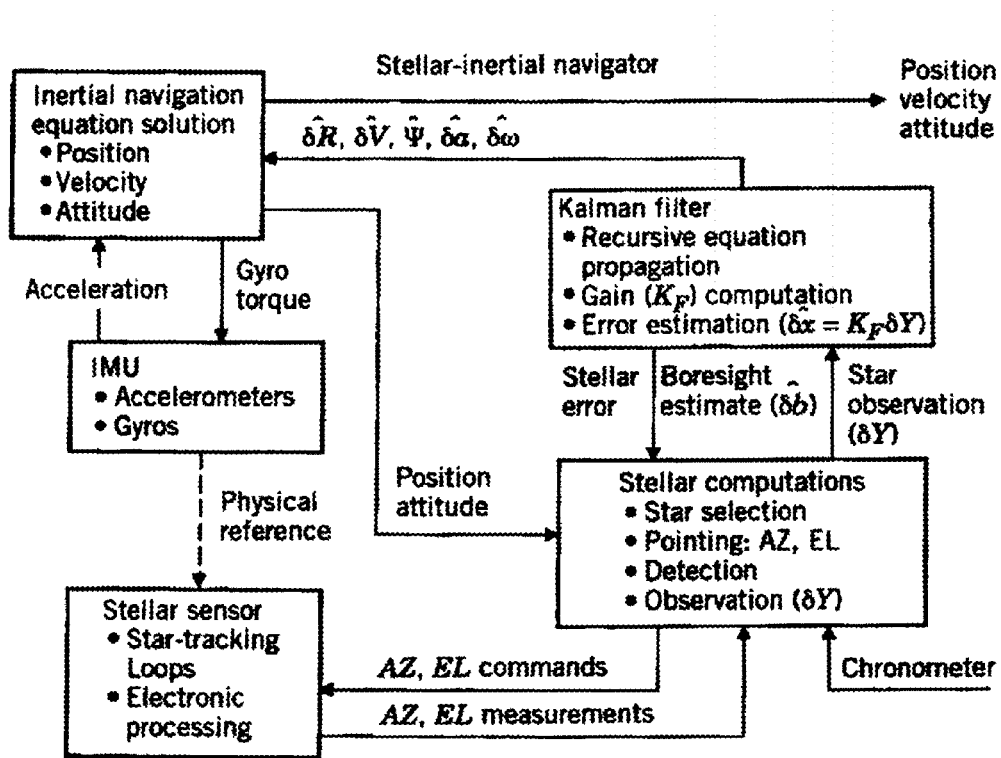 Stellar-inertial navigator
Position
velocity
attitude
Inertial navigation
equation solution
• Position
• Velocity
• Attitude
δR̂, δV̂, Ψ̂, δâ, δω̂
Kalman filter
• Recursive equation
propagation
• Gain (K_F) computation
• Error estimation (δx̂ = K_F δY)
Acceleration
Gyro
torque
IMU
• Accelerometers
• Gyros
Stellar
error
Boresight
estimate (δb̂)
Star
observation
(δY)
Physical
reference
Position
attitude
Stellar computations
• Star selection
• Pointing: AZ, EL
• Detection
• Observation (δY)
Stellar sensor
• Star-tracking
Loops
• Electronic
processing
AZ, EL commands
AZ, EL measurements
Chronometer